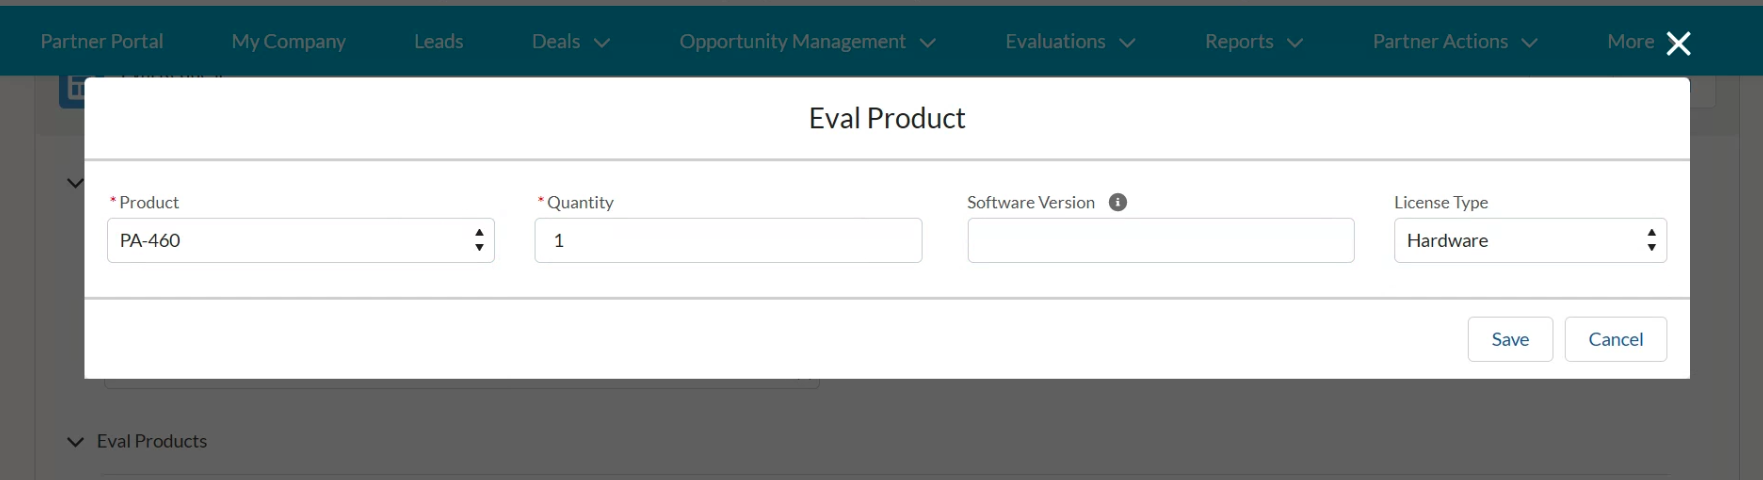 Partner Portal My Company Leads Deals Opportunity Management Evaluations Reports Partner Actions More
Eval Product
*Product *Quantity Software Version License Type
PA-460 1 Hardware
Save Cancel
Eval Products